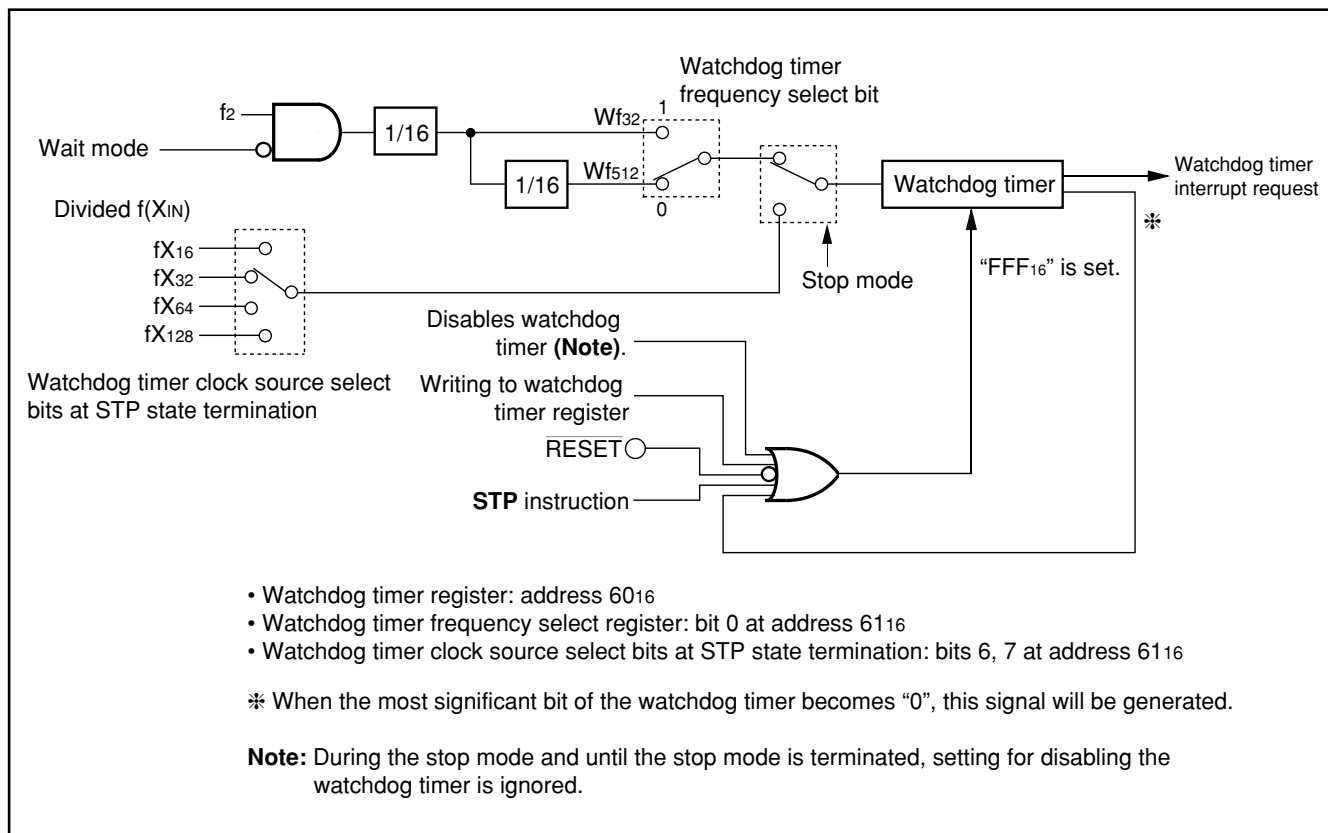 Watchdog timer
frequency select bit
f2
Wait mode
1/16
1/16
Wf32
1
Wf512
0
Watchdog timer
Watchdog timer
interrupt request
❈
Divided f(XIN)
fX16
fX32
fX64
fX128
Watchdog timer clock source select
bits at STP state termination
Stop mode
“FFF16” is set.
Disables watchdog
timer (Note).
Writing to watchdog
timer register
RESET
STP instruction
• Watchdog timer register: address 6016
• Watchdog timer frequency select register: bit 0 at address 6116
• Watchdog timer clock source select bits at STP state termination: bits 6, 7 at address 6116
❈ When the most significant bit of the watchdog timer becomes “0”, this signal will be generated.
Note: During the stop mode and until the stop mode is terminated, setting for disabling the
watchdog timer is ignored.